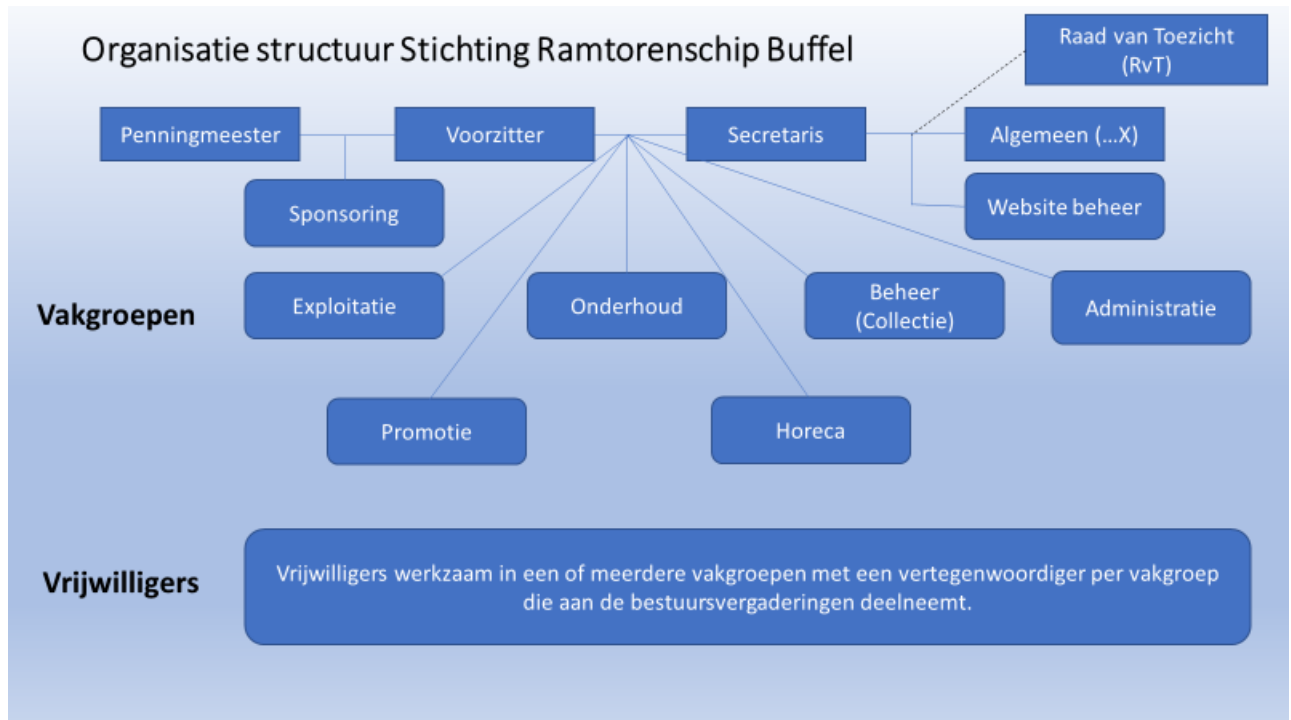 Organisatie structuur Stichting Ramtorenschip Buffel
Raad van Toezicht
(RvT)
Penningmeester
Voorzitter
Secretaris
Algemeen (...X)
Sponsoring
Website beheer
Vakgroepen
Exploitatie
Onderhoud
Beheer
(Collectie)
Administratie
Promotie
Horeca
Vrijwilligers
Vrijwilligers werkzaam in een of meerdere vakgroepen met een vertegenwoordiger per vakgroep
die aan de bestuursvergaderingen deelneemt.